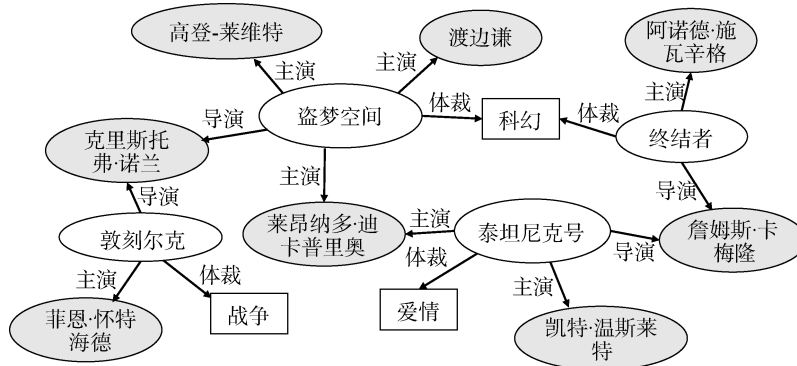 高登-莱维特
渡边谦
阿诺德·施
瓦辛格
主演
主演
主演
盗梦空间
体裁
科幻
体裁
终结者
导演
克里斯托
弗·诺兰
主演
导演
导演
莱昂纳多·迪
卡普里奥
主演
泰坦尼克号
导演
詹姆斯·卡
梅隆
敦刻尔克
体裁
主演
体裁
主演
爱情
战争
菲恩·怀特
海德
凯特·温斯莱
特